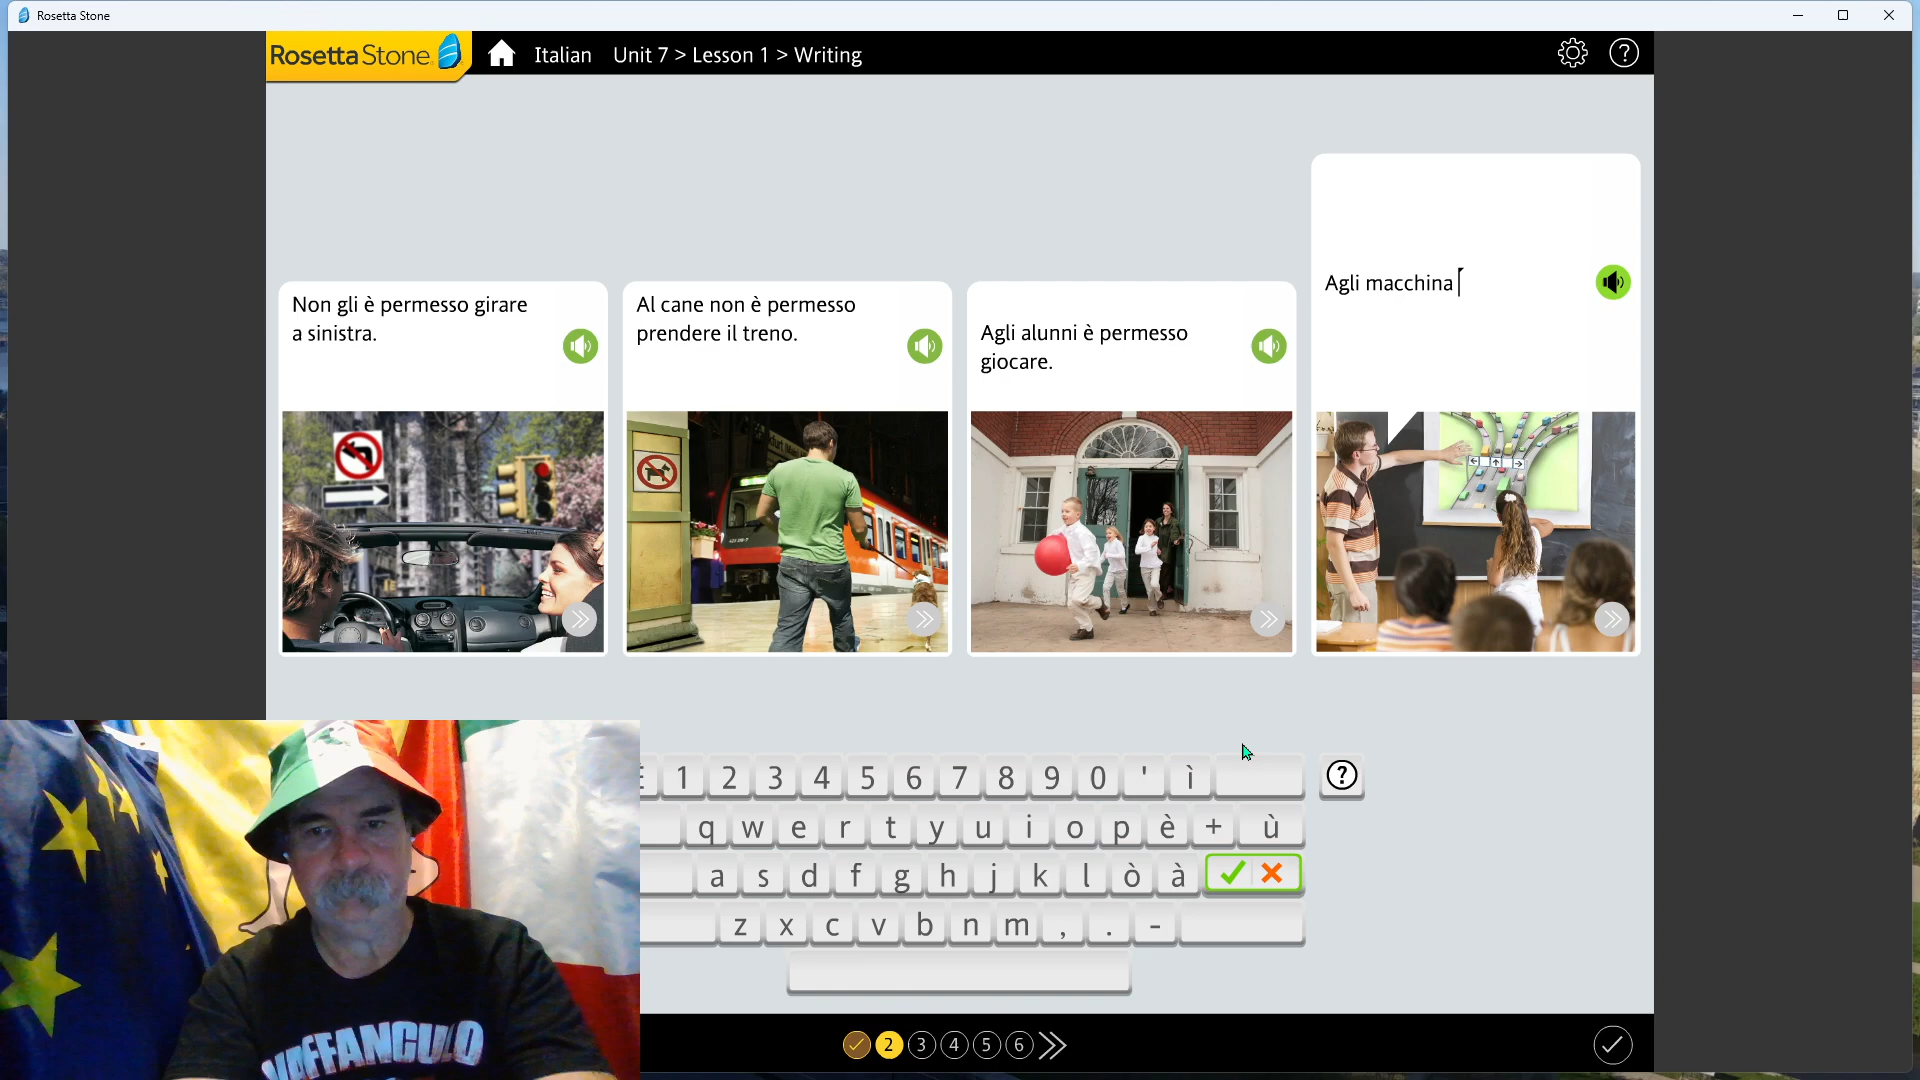 Rosetta Stone
Rosetta Stone
Italian
Unit 7 > Lesson 1 > Writing
Non gli è permesso girare
a sinistra.
Al cane non è permesso
prendere il treno.
Agli alunni è permesso
giocare.
Agli macchina
1 2 3 4 5 6 7 8 9 0 ' ì
q w e r t y u i o p è + ù
a s d f g h j k l ò à
z x c v b n m , . -
2 3 4 5 6
VAFFANCULO